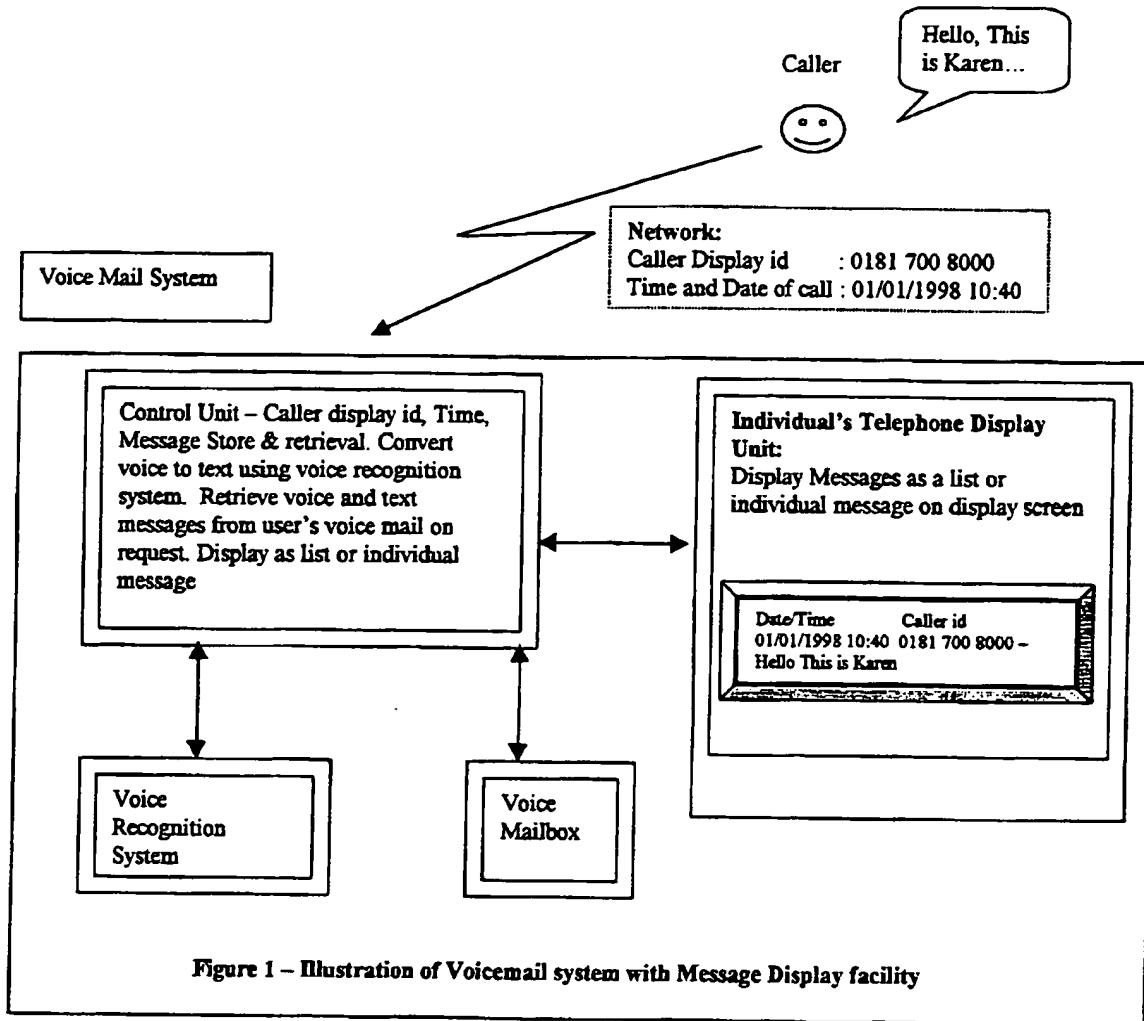 Hello, This
is Karen...
Caller
Network:
Caller Display id : 0181 700 8000
Time and Date of call : 01/01/1998 10:40
Voice Mail System
Control Unit – Caller display id, Time,
Message Store & retrieval. Convert
voice to text using voice recognition
system. Retrieve voice and text
messages from user's voice mail on
request. Display as list or individual
message
Individual's Telephone Display
Unit:
Display Messages as a list or
individual message on display screen
Date/Time Caller id
01/01/1998 10:40 0181 700 8000 –
Hello This is Karen
Voice
Recognition
System
Voice
Mailbox
Figure 1 – Illustration of Voicemail system with Message Display facility